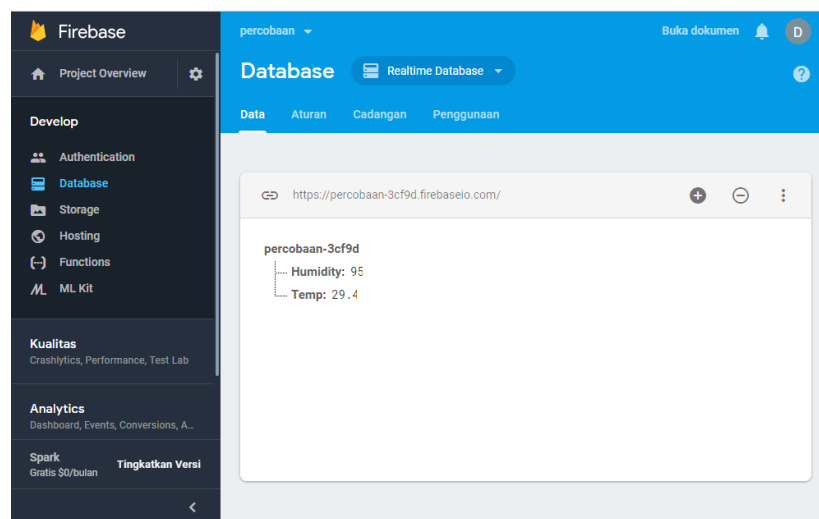 Firebase
Project Overview
Develop
Authentication
Database
Storage
Hosting
Functions
ML Kit
Kualitas
Crashlytics, Performance, Test Lab
Analytics
Dashboard, Events, Conversions, A...
Spark
Gratis $0/bulan
Tingkatkan Versi
percobaan
Buka dokumen
D
Database
Realtime Database
Data Aturan Cadangan Penggunaan
https://percobaan-3cf9d.firebaseio.com/
percobaan-3cf9d
Humidity: 95
Temp: 29.4